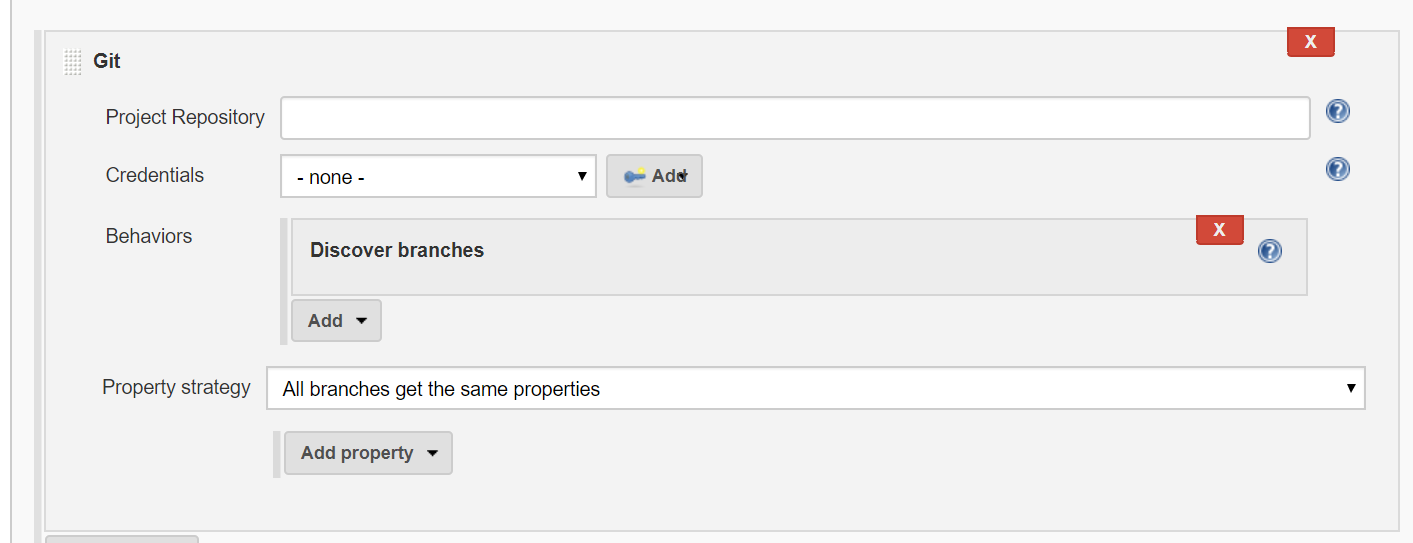 X
Git
Project Repository
?
Credentials
- none -
Add
?
Behaviors
Discover branches
X
?
Add
Property strategy
All branches get the same properties
Add property